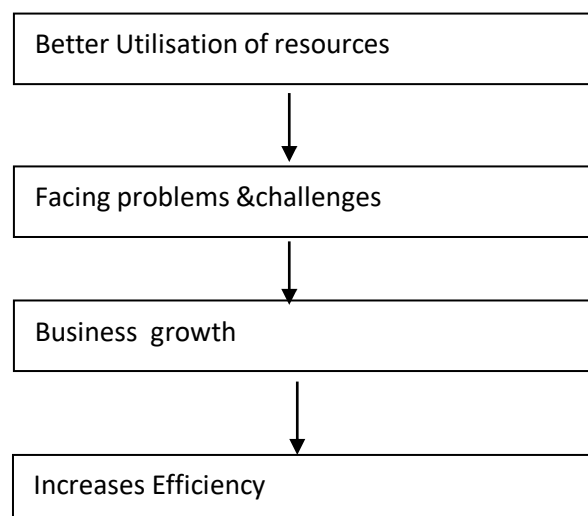 Better Utilisation of resources
Facing problems &challenges
Business  growth
Increases Efficiency